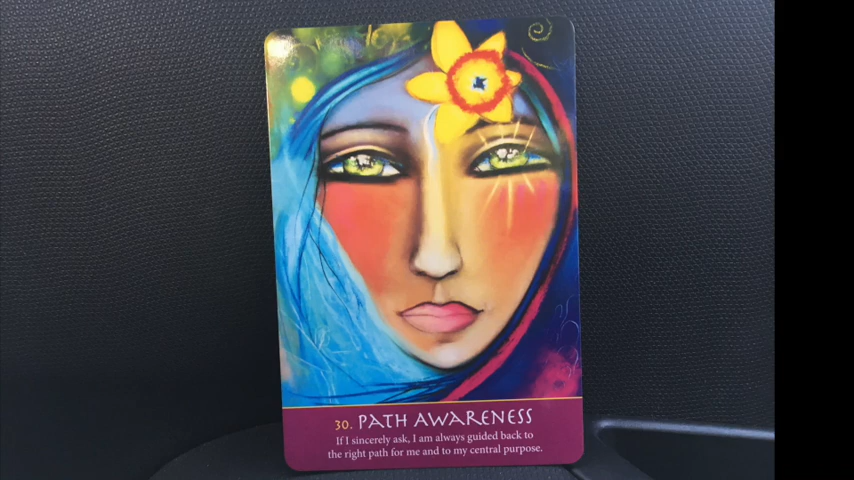 30. PATH AWARENESS
If I sincerely ask, I am always guided back to
the right path for me and to my central purpose.